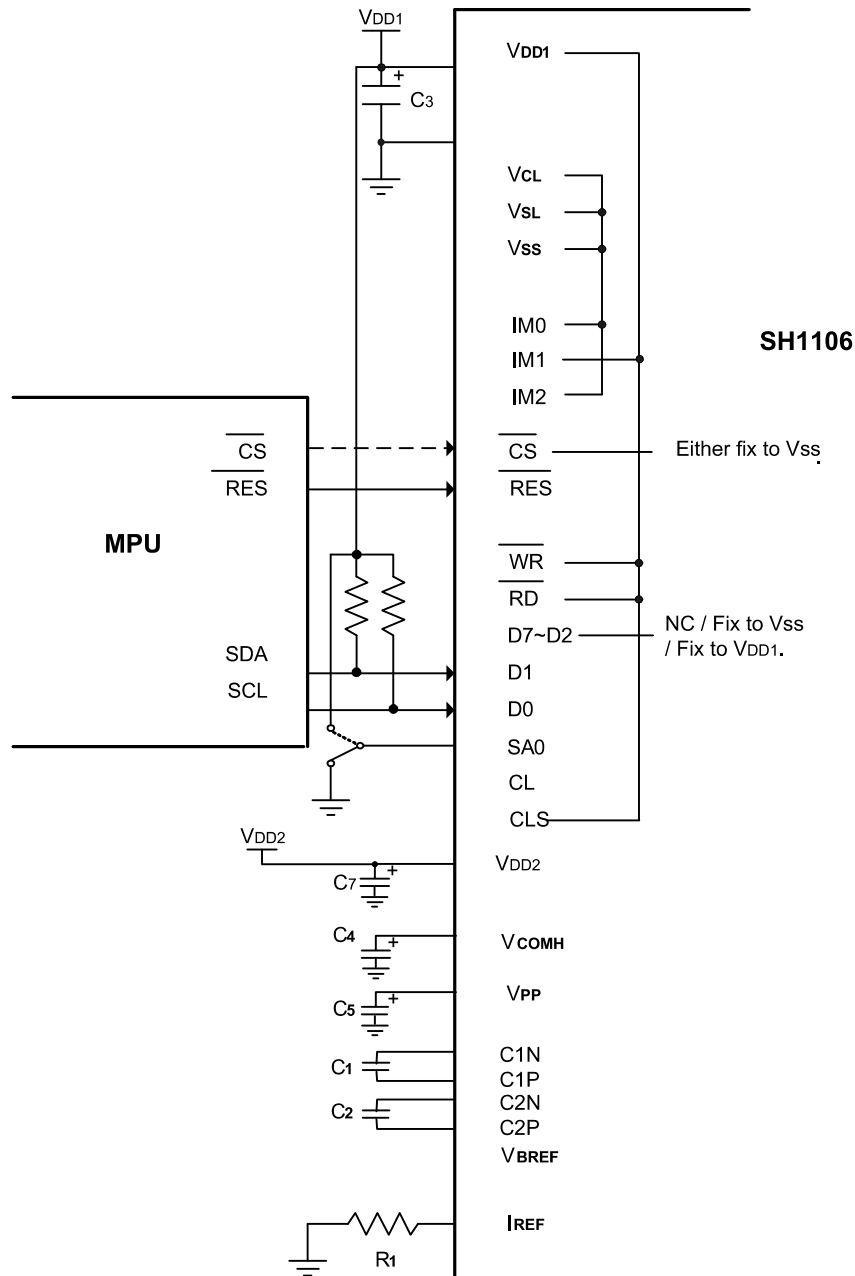 VDD1
VDD1
C3
VCL
VSL
VSS
IM0
IM1
IM2
SH1106
CS
RES
MPU
SDA
SCL
CS
Either fix to Vss.
RES
WR
RD
D7~D2
NC / Fix to Vss
/ Fix to VDD1.
D1
D0
SA0
CL
CLS
VDD2
VDD2
C7
C4
VCOMH
C5
VPP
C1
C1N
C1P
C2
C2N
C2P
VBREF
IREF
R1